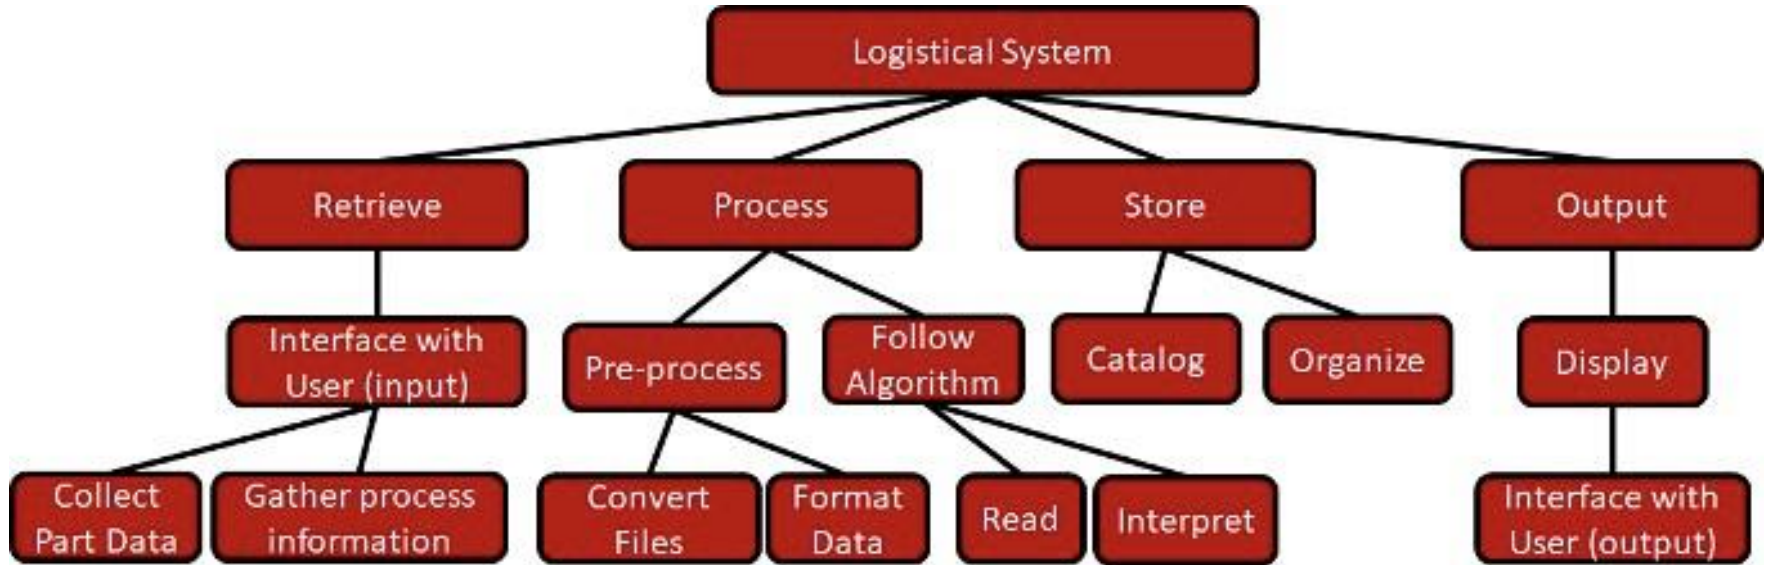 Logistical System
Retrieve
Process
Store
Output
Interface with
User (input)
Pre-process
Follow
Algorithm
Catalog
Organize
Display
Collect
Part Data
Gather process
information
Convert
Files
Format
Data
Read
Interpret
Interface with
User (output)